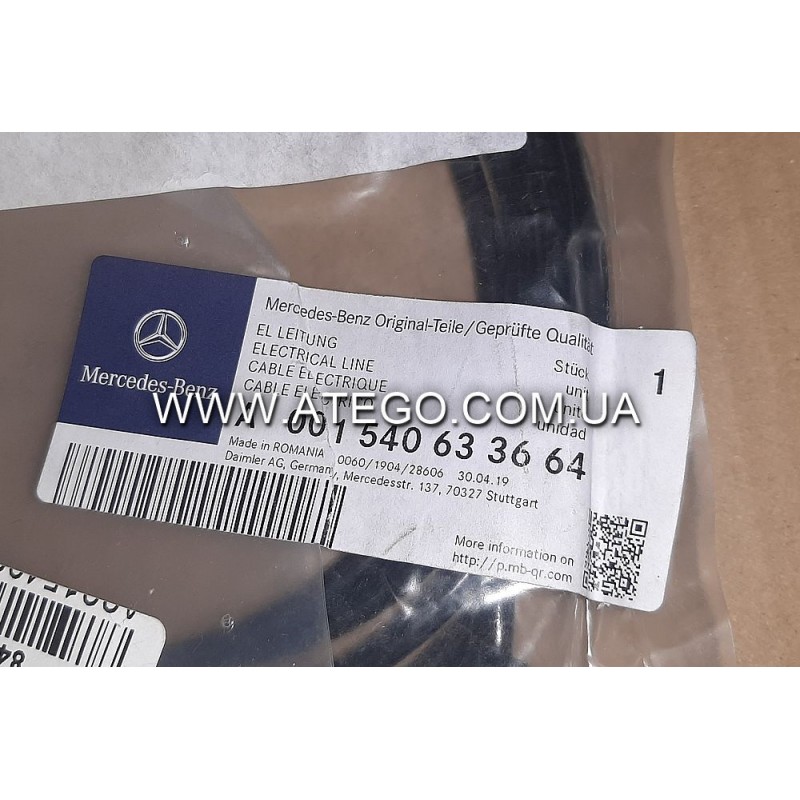 Mercedes-Benz Original-Teile/Geprüfte Qualität
EL LEITUNG
ELECTRICAL LINE
CABLE ELECTRIQUE
CABLE
Stück
1
Mercedes-Benz
unidad
WWW.ATEGO.COM.UA
A 001 540 63 36 64
Made in ROMANIA 0060/1904/28606 30.04.19
Daimler AG, Germany, Mercedesstr. 137, 70327 Stuttgart
More information on
http://p.mb-qr.com
84